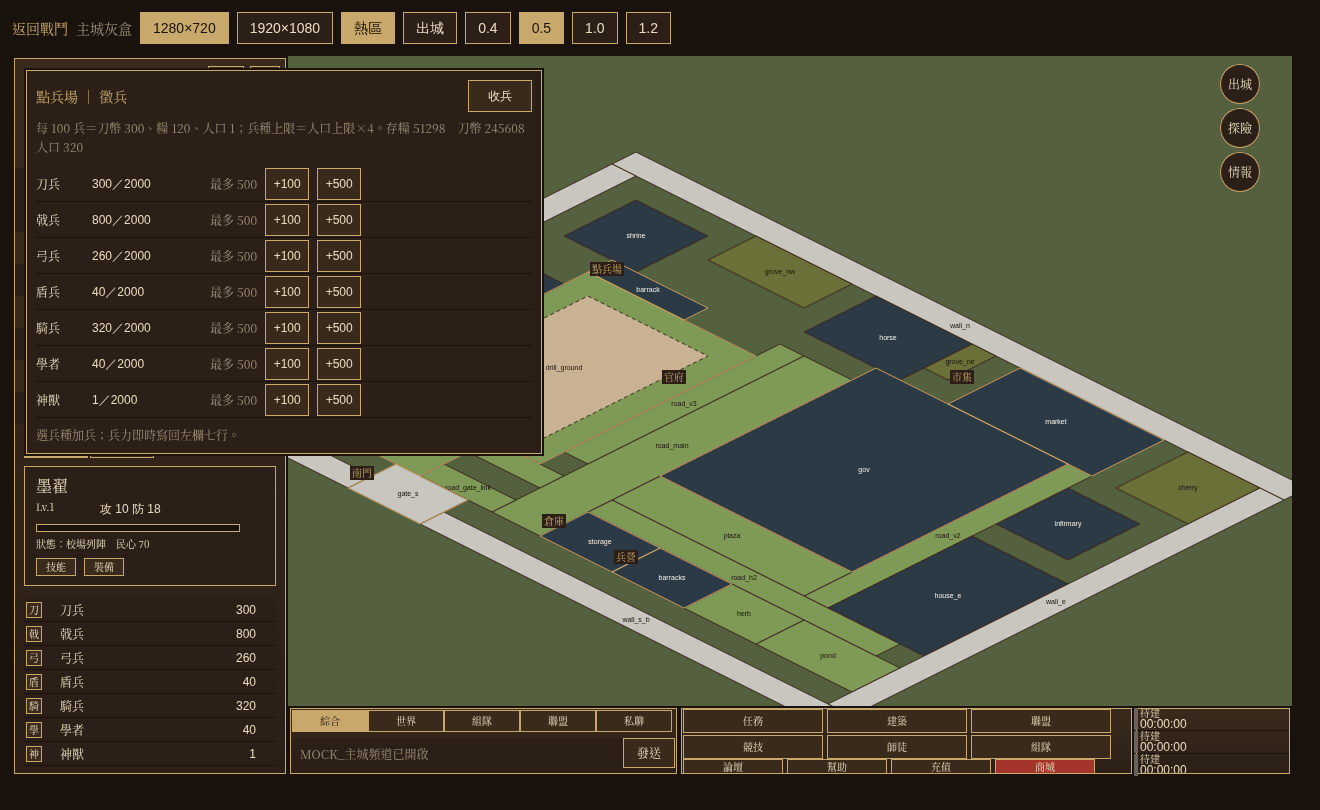 返回戰鬥 主城灰盒 1280×720 1920×1080 熱區 出城 0.4 0.5 1.0 1.2
點兵場 ｜ 徵兵 收兵
每 100 兵＝刀幣 300、糧 120、人口 1；兵種上限＝人口上限×4。存糧 51298　刀幣 245608
人口 320
刀兵 300／2000 最多 500 +100 +500
戟兵 800／2000 最多 500 +100 +500
弓兵 260／2000 最多 500 +100 +500
盾兵 40／2000 最多 500 +100 +500
騎兵 320／2000 最多 500 +100 +500
學者 40／2000 最多 500 +100 +500
神獸 1／2000 最多 500 +100 +500
選兵種加兵；兵力即時寫回左欄七行。
墨翟
Lv.1 攻 10 防 18
狀態：校場列陣　民心 70
技能 裝備
刀 刀兵 300
戟 戟兵 800
弓 弓兵 260
盾 盾兵 40
騎 騎兵 320
學 學者 40
神 神獸 1
出城
探險
情報
shrine
點兵場
grove_nw
barrack
wall_n
horse
grove_ne
drill_ground
官府
市集
road_v3
market
road_main
gov
南門
gate_s
road_gate_link
cherry
倉庫
infirmary
storage
plaza
road_v2
兵營
barracks
road_h2
house_e
wall_e
herb
wall_s_b
pond
綜合 世界 組隊 聯盟 私聊
MOCK_主城頻道已開啟 發送
任務 建築 聯盟
競技 師徒 組隊
論壇 幫助 充值 商城
待建
00:00:00
待建
00:00:00
待建
00:00:00